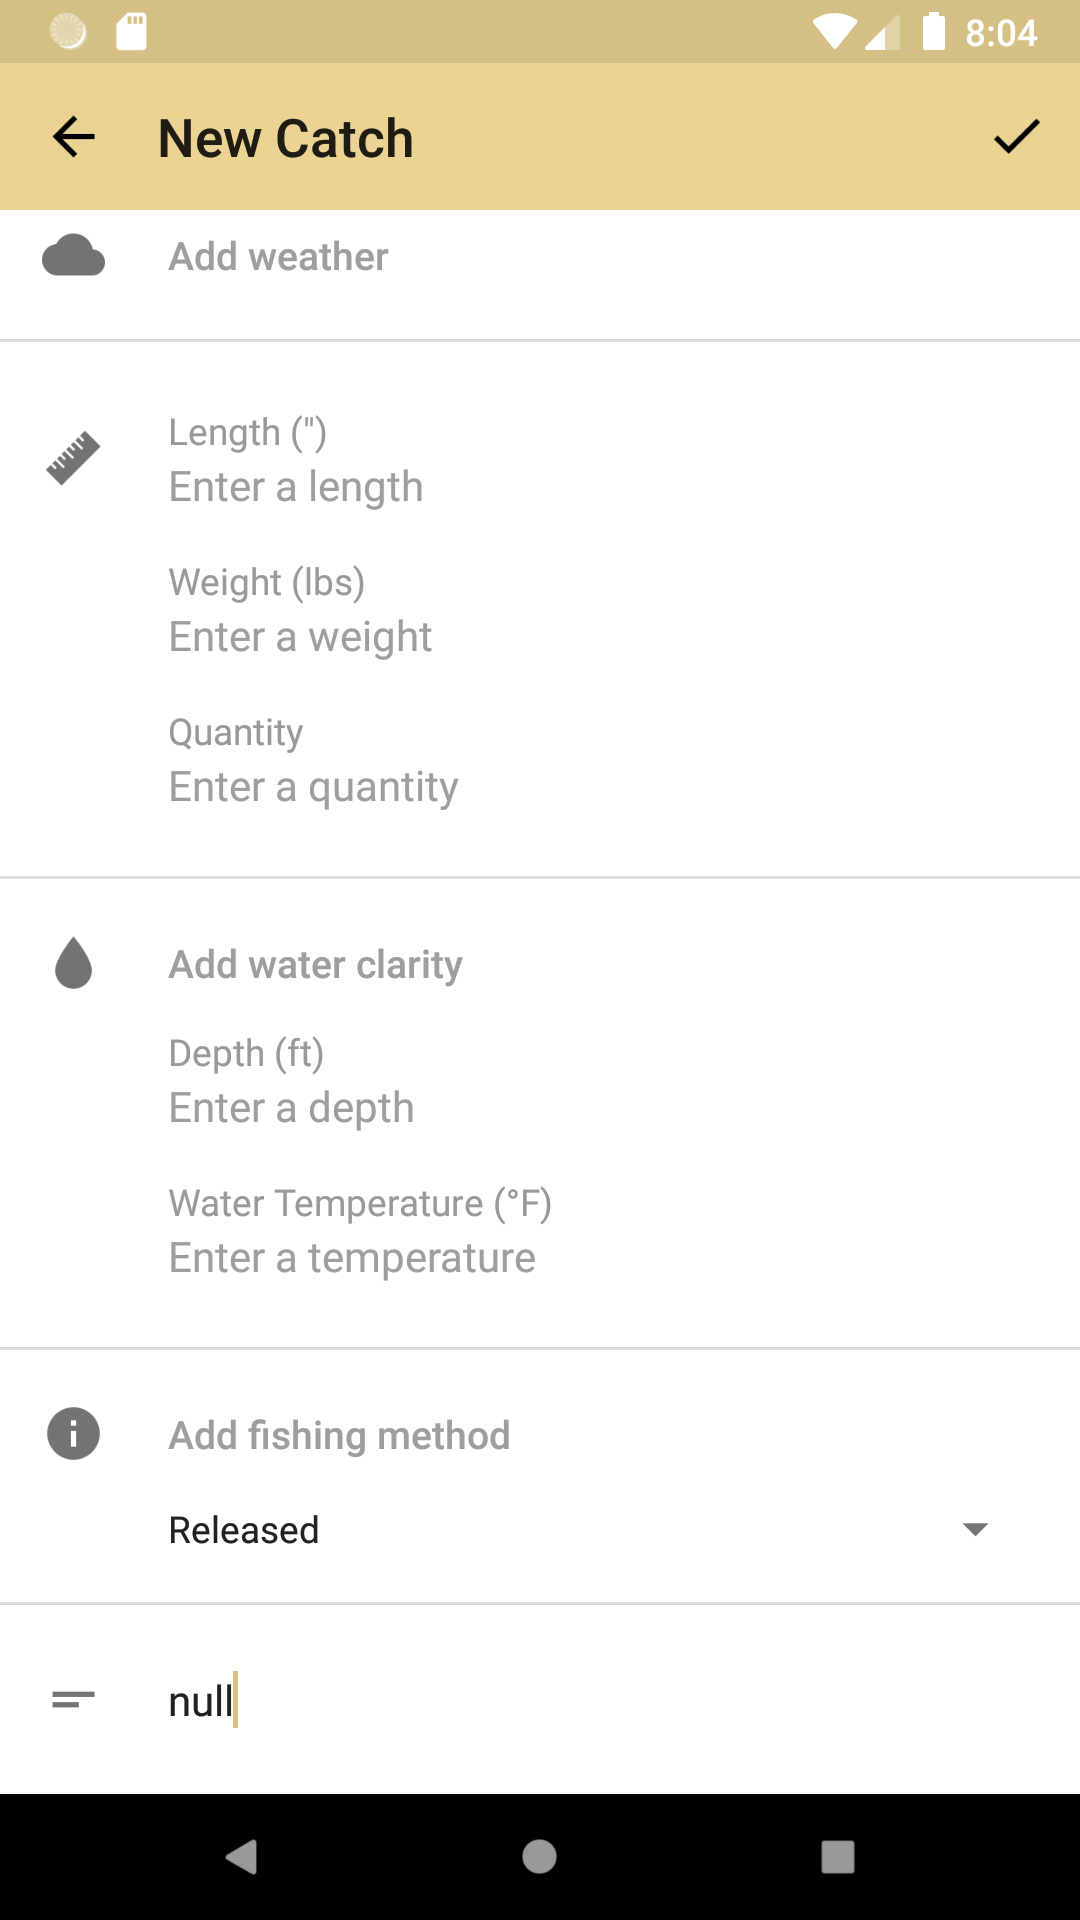 8:04
New Catch
Add weather
Length (")
Enter a length
Weight (lbs)
Enter a weight
Quantity
Enter a quantity
Add water clarity
Depth (ft)
Enter a depth
Water Temperature (°F)
Enter a temperature
Add fishing method
Released
null